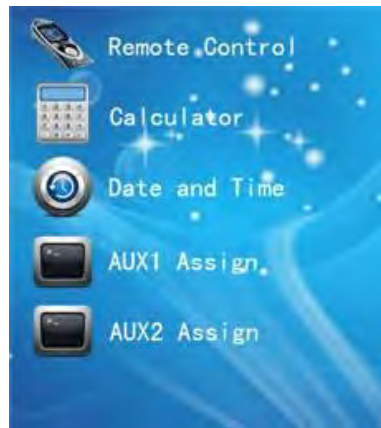 Remote Control
Calculator
Date and Time
AUX1 Assign
AUX2 Assign